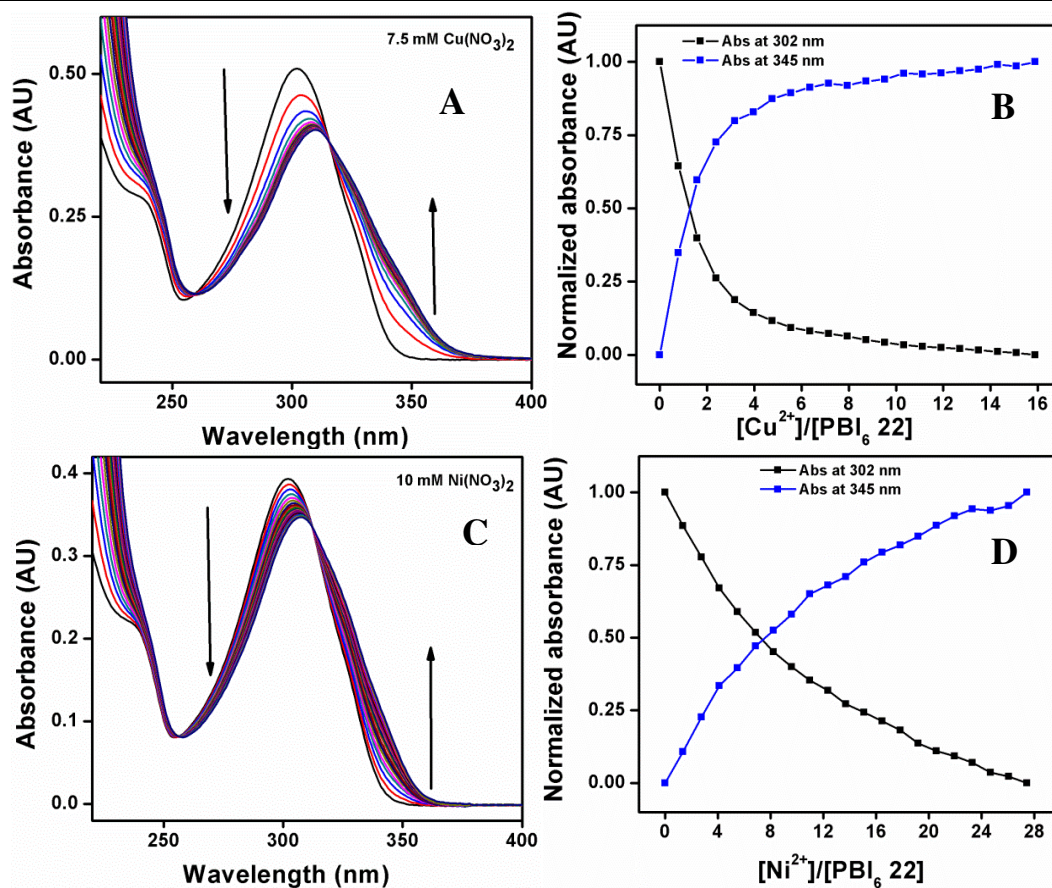 7.5 mM Cu(NO₃)₂
A
0.50
0.25
0.00
Absorbance (AU)
250 300 350 400
Wavelength (nm)
Abs at 302 nm
Abs at 345 nm
B
1.00
0.75
0.50
0.25
0.00
Normalized absorbance (AU)
0 2 4 6 8 10 12 14 16
[Cu²⁺]/[PBI₆ 22]
10 mM Ni(NO₃)₂
C
0.4
0.3
0.2
0.1
0.0
Absorbance (AU)
250 300 350 400
Wavelength (nm)
Abs at 302 nm
Abs at 345 nm
D
1.00
0.75
0.50
0.25
0.00
Normalized absorbance (AU)
0 4 8 12 16 20 24 28
[Ni²⁺]/[PBI₆ 22]